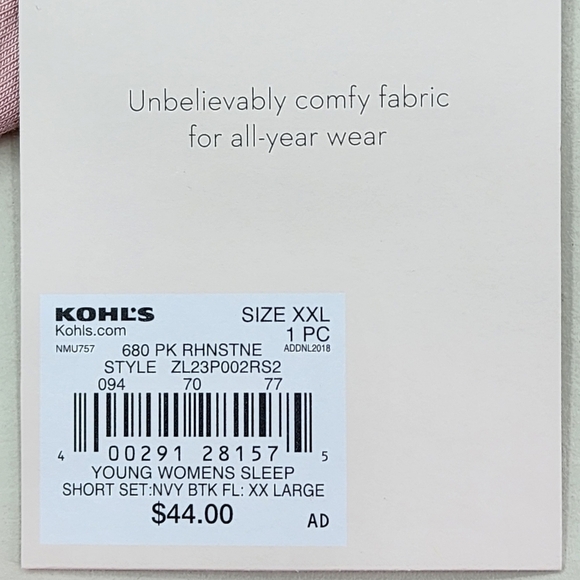 Unbelievably comfy fabric
for all-year wear
KOHL'S SIZE XXL
Kohls.com 1 PC
NMU757 680 PK RHNSTNE ADDNL2018
STYLE ZL23P002RS2
094 70 77
4 00291 28157 5
YOUNG WOMENS SLEEP
SHORT SET:NVY BTK FL: XX LARGE
$44.00 AD